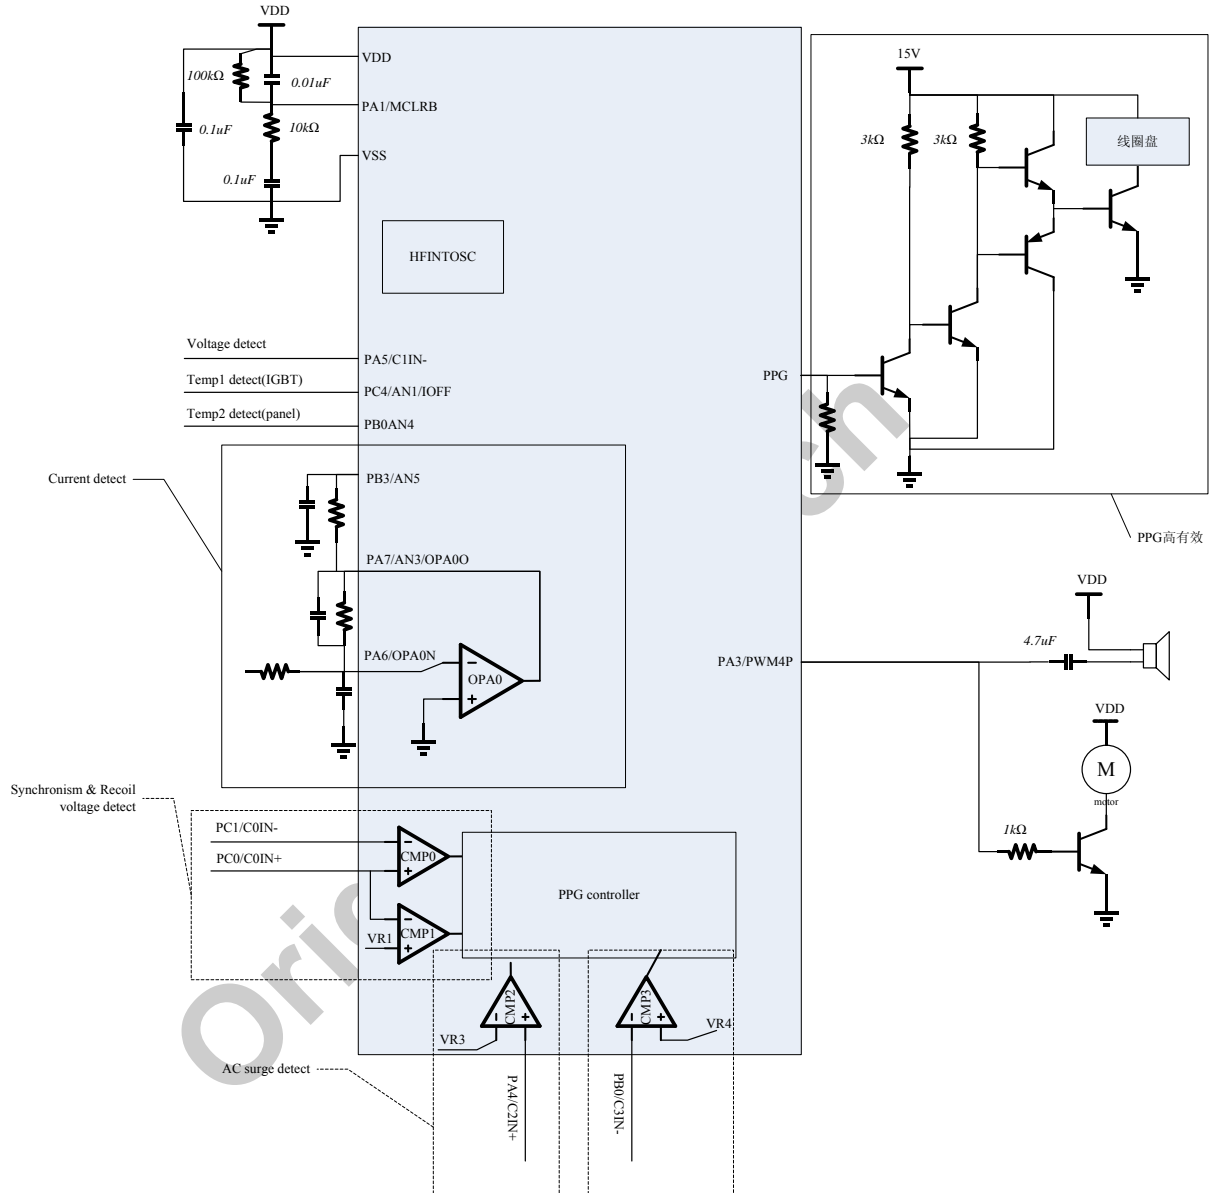 VDD
VDD
100kΩ
0.01uF
PA1/MCLRB
0.1uF
10kΩ
VSS
0.1uF
HFINTOSC
Voltage detect
PA5/C1IN-
Temp1 detect(IGBT)
PC4/AN1/IOFF
Temp2 detect(panel)
PB0AN4
Current detect
PB3/AN5
PA7/AN3/OPA0O
PA6/OPA0N
OPA0
Synchronism & Recoil
voltage detect
PC1/C0IN-
PC0/C0IN+
CMP0
CMP1
VR1
PPG controller
CMP2
CMP3
VR3
VR4
AC surge detect
PA4/C2IN+
PB0/C3IN-
15V
3kΩ
3kΩ
线圈盘
PPG
PPG高有效
VDD
4.7uF
PA3/PWM4P
VDD
M
motor
1kΩ